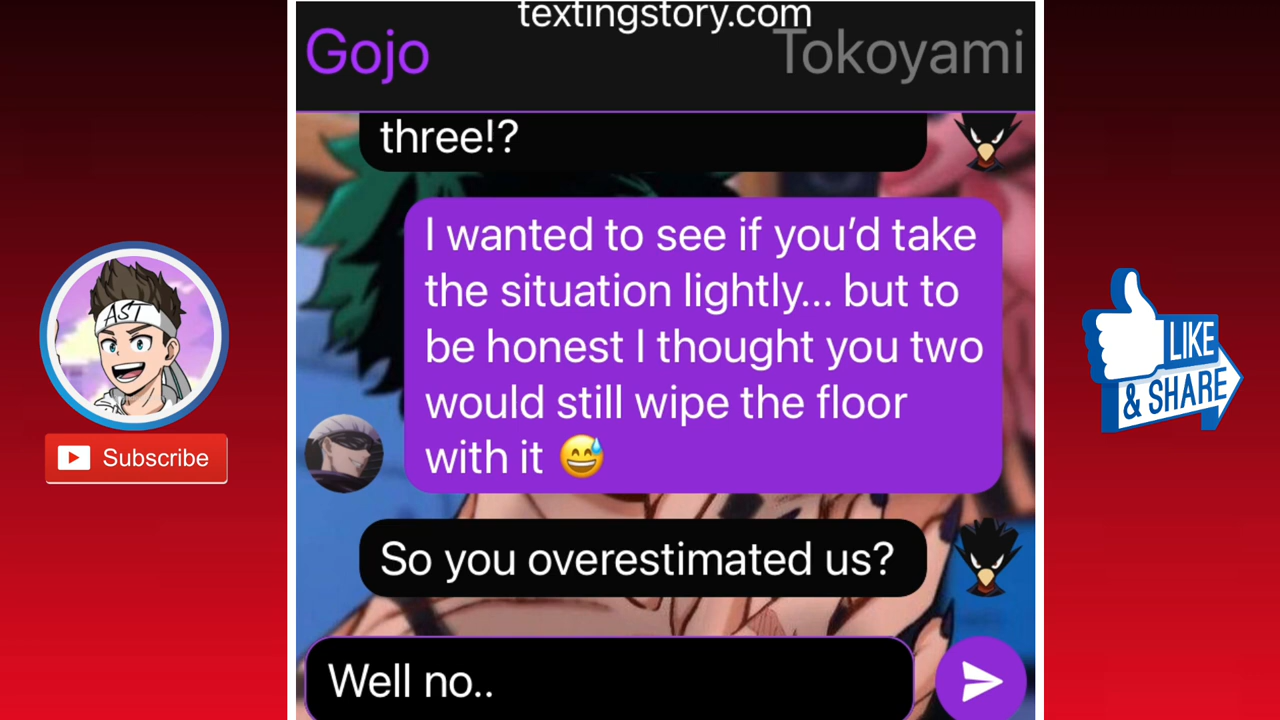 textingstory.com
Gojo
Tokoyami
three!?
I wanted to see if you’d take
the situation lightly... but to
be honest I thought you two
would still wipe the floor
with it 😅
So you overestimated us?
Well no..
AST
Subscribe
LIKE
& SHARE